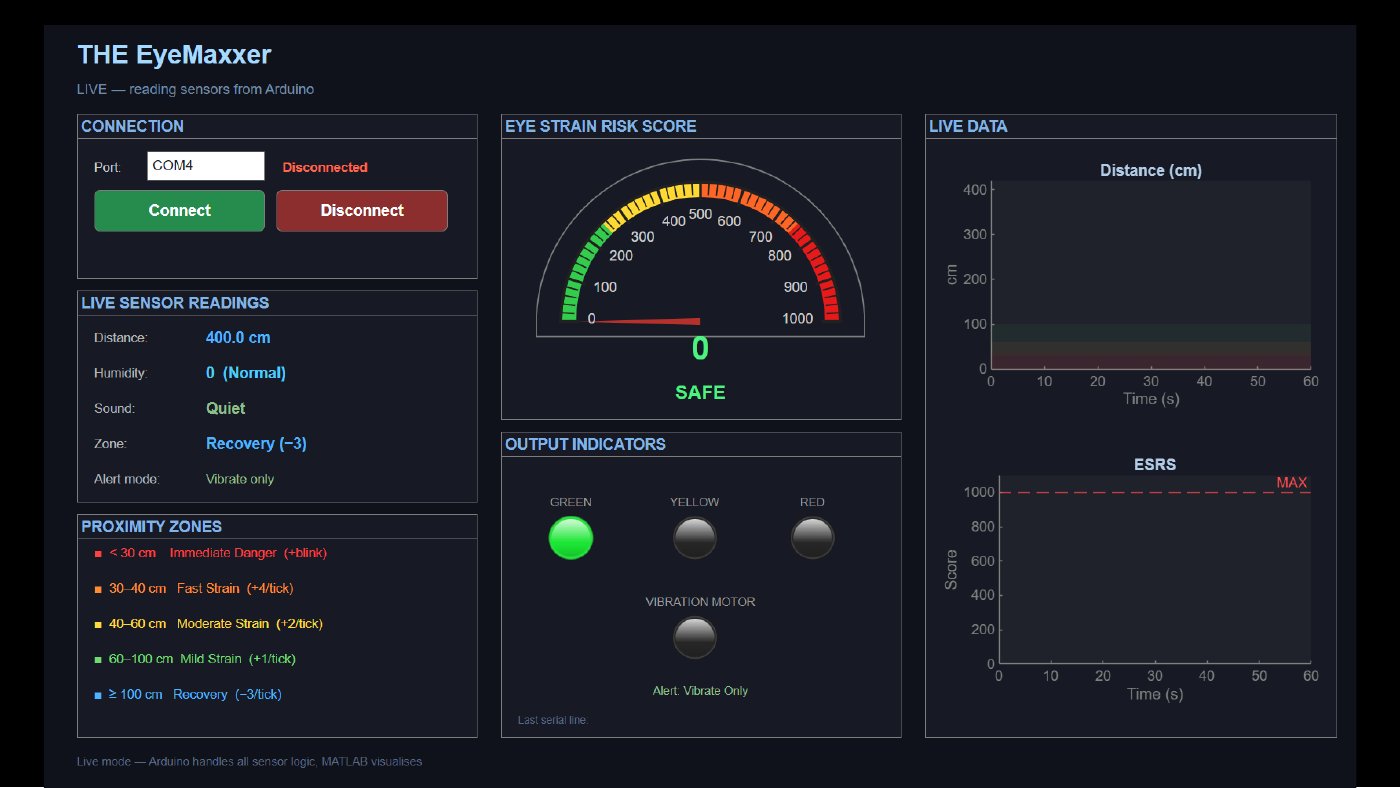 THE EyeMaxxer
LIVE — reading sensors from Arduino
CONNECTION
Port: COM4 Disconnected
Connect Disconnect
LIVE SENSOR READINGS
Distance: 400.0 cm
Humidity: 0 (Normal)
Sound: Quiet
Zone: Recovery (−3)
Alert mode: Vibrate only
PROXIMITY ZONES
■ < 30 cm Immediate Danger (+blink)
■ 30–40 cm Fast Strain (+4/tick)
■ 40–60 cm Moderate Strain (+2/tick)
■ 60–100 cm Mild Strain (+1/tick)
■ ≥ 100 cm Recovery (−3/tick)
EYE STRAIN RISK SCORE
0 100 200 300 400 500 600 700 800 900 1000
0
SAFE
OUTPUT INDICATORS
GREEN YELLOW RED
VIBRATION MOTOR
Alert: Vibrate Only
Last serial line:
LIVE DATA
Distance (cm)
400
300
200
100
0
cm
0 10 20 30 40 50 60
Time (s)
ESRS
MAX
1000
800
600
400
200
0
Score
0 10 20 30 40 50 60
Time (s)
Live mode — Arduino handles all sensor logic, MATLAB visualises